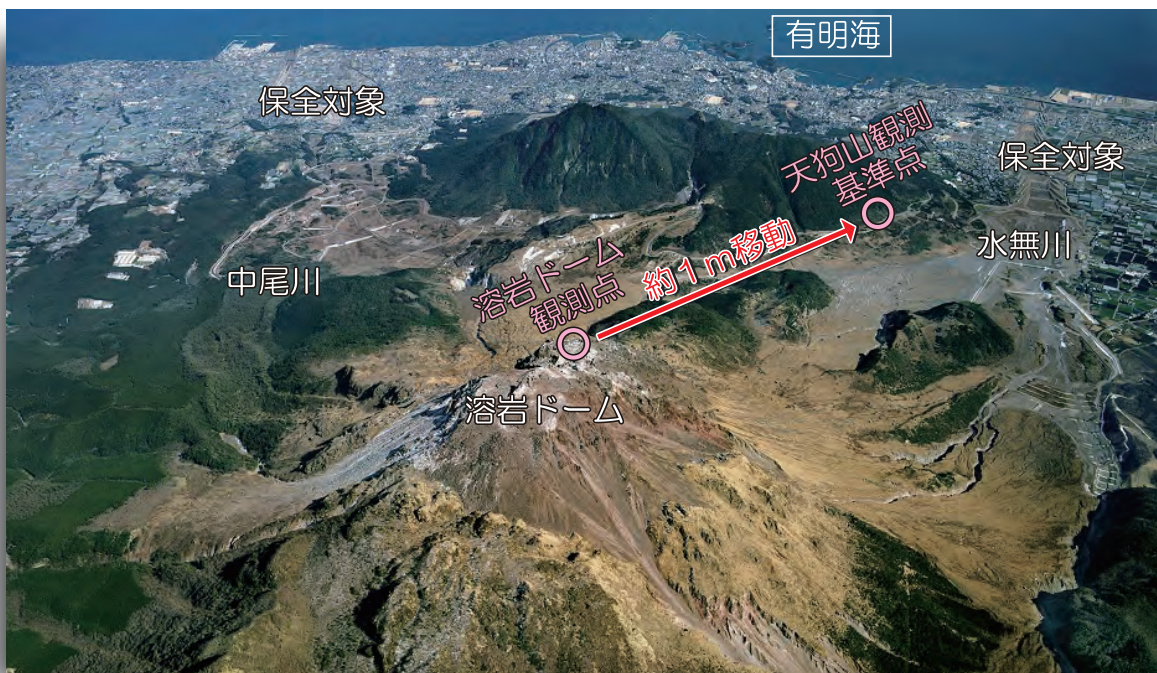 有明海
保全対象
天狗山観測
基準点
保全対象
水無川
約1m移動
中尾川
溶岩ドーム
観測点
溶岩ドーム